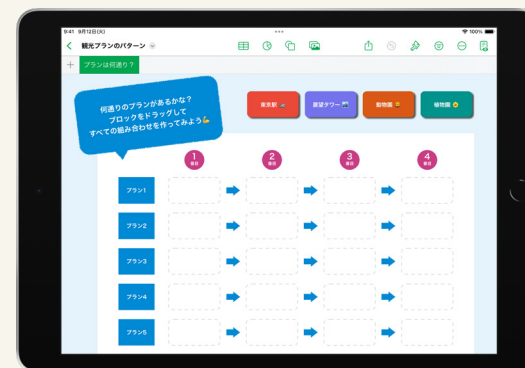 9:41 9月12日(火)
100%
観光プランのパターン
プランは何通り？
何通りのプランがあるかな？
ブロックをドラッグして
すべての組み合わせを作ってみよう💪
東京駅
展望タワー
動物園
植物園
1
番目
2
番目
3
番目
4
番目
プラン1
プラン2
プラン3
プラン4
プラン5